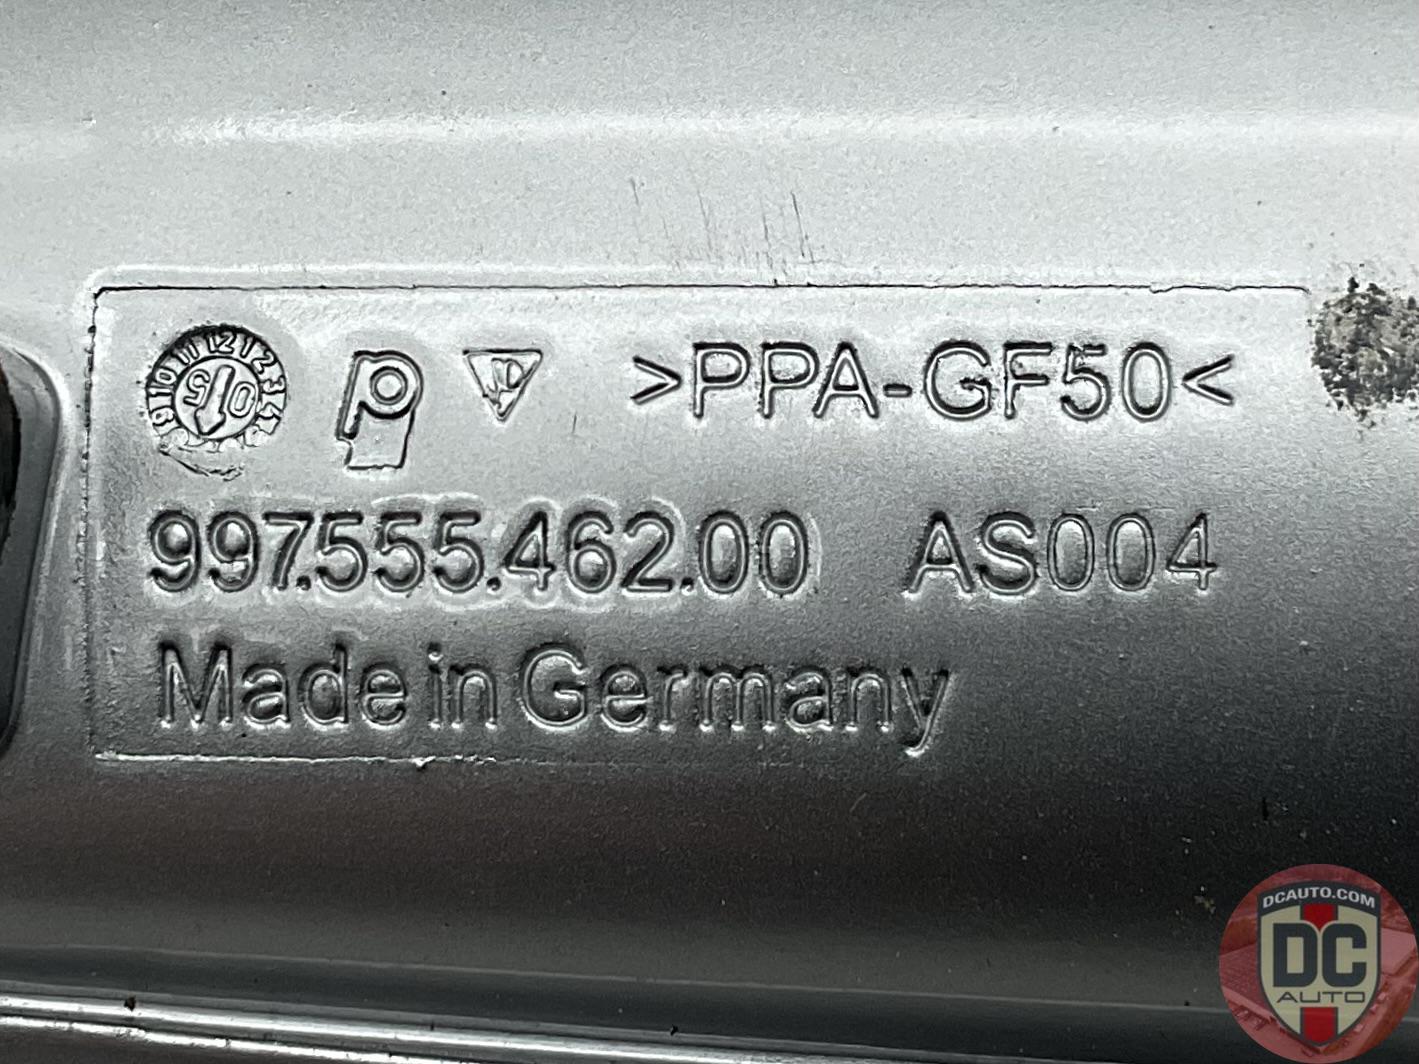 >PPA-GF50<
997.555.462.00 AS004
Made in Germany
DCAUTO.COM
DC
AUTO